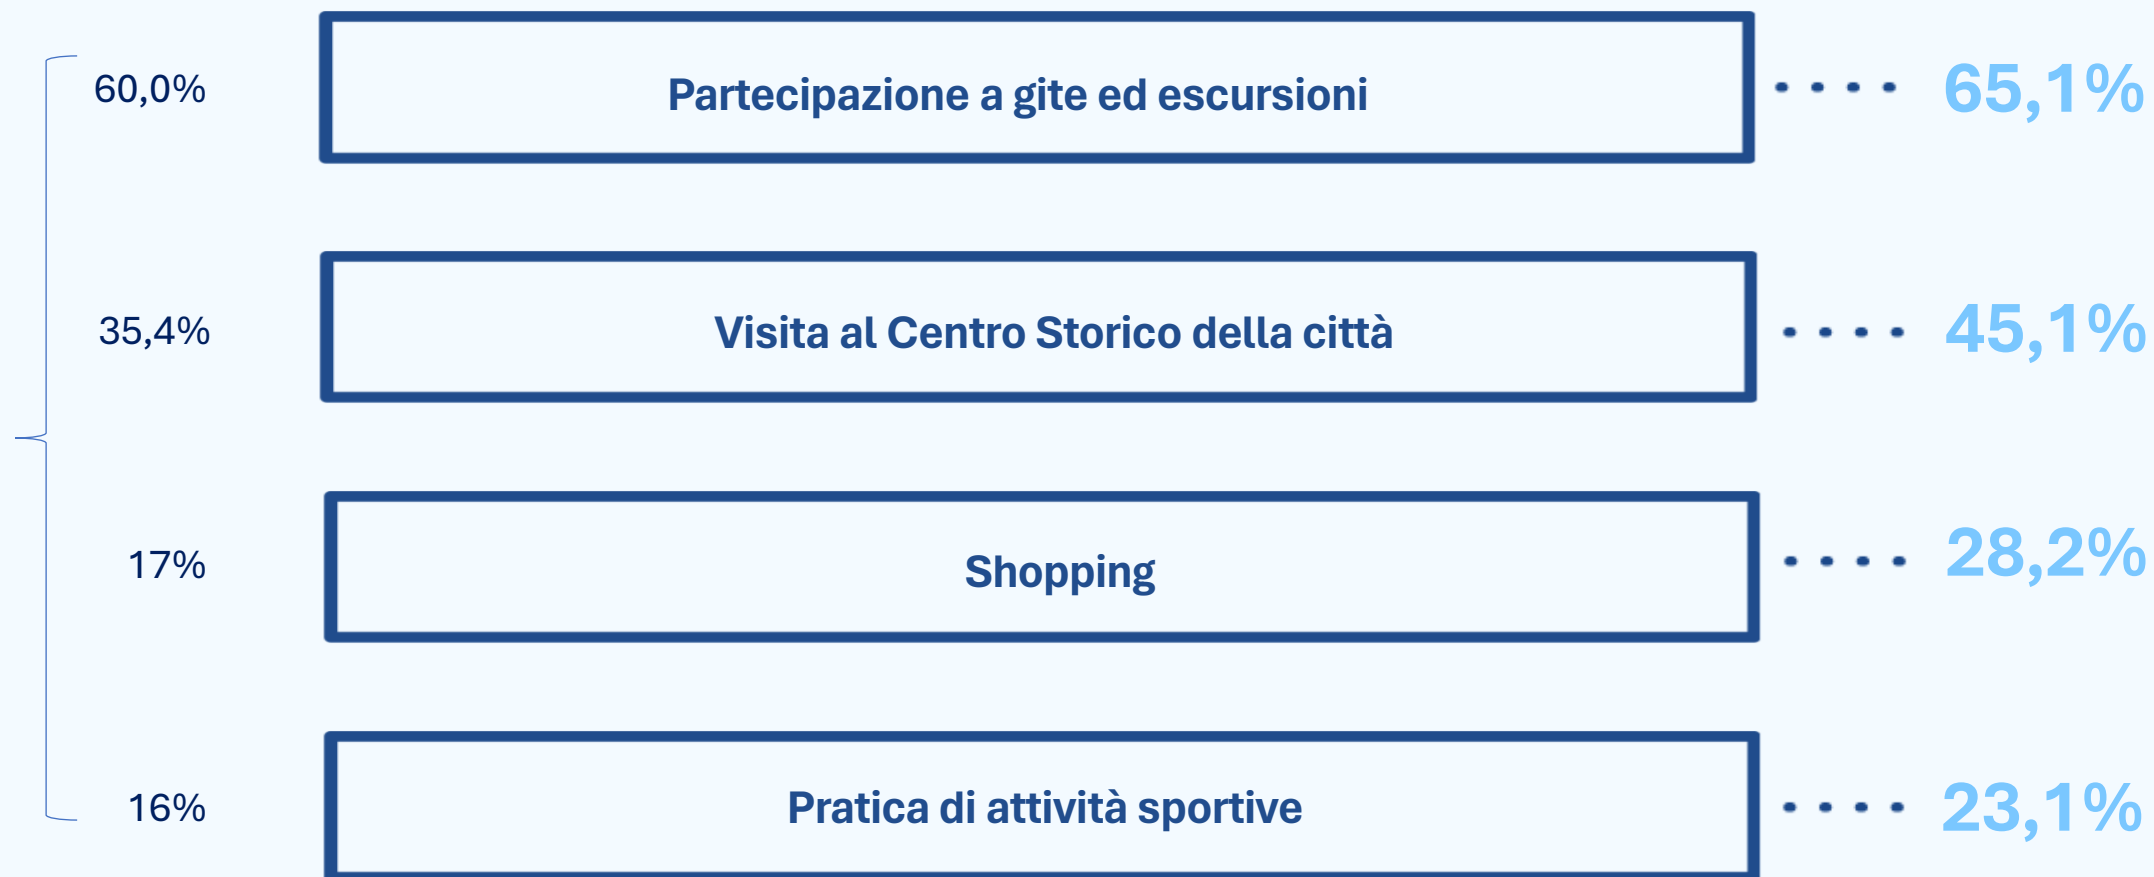 60,0%
Partecipazione a gite ed escursioni
65,1%
35,4%
Visita al Centro Storico della città
45,1%
17%
Shopping
28,2%
16%
Pratica di attività sportive
23,1%